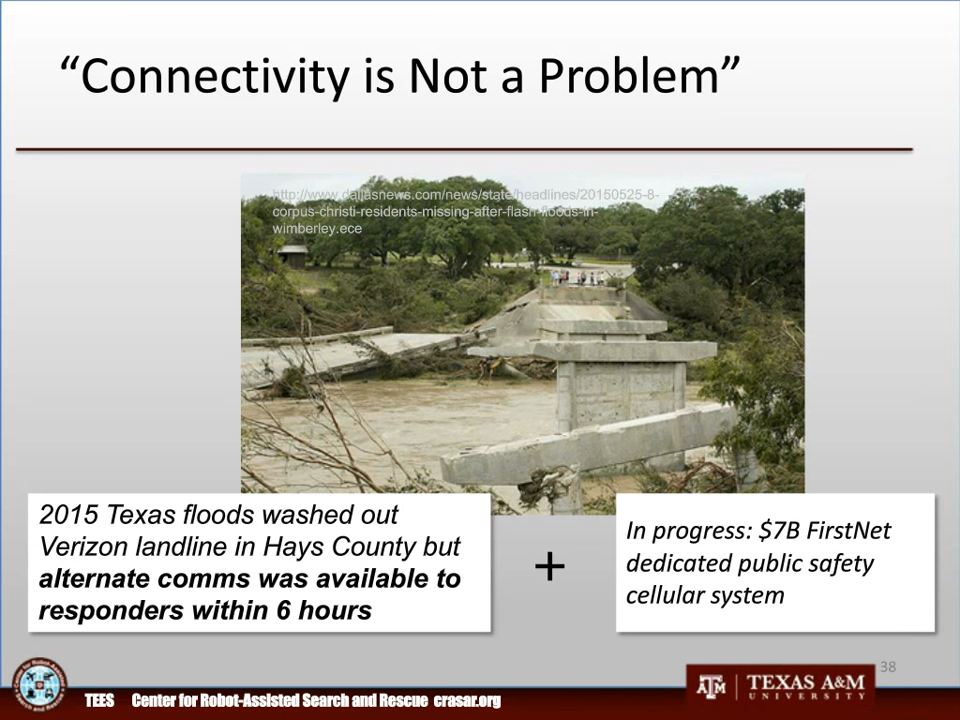 “Connectivity is Not a Problem”
http://www.dallasnews.com/news/state/headlines/20150525-8-
corpus-christi-residents-missing-after-flash-floods-in-
wimberley.ece
2015 Texas floods washed out
Verizon landline in Hays County but
alternate comms was available to
responders within 6 hours
+
In progress: $7B FirstNet
dedicated public safety
cellular system
38
TEES Center for Robot-Assisted Search and Rescue crasar.org
ATM | TEXAS A&M
UNIVERSITY